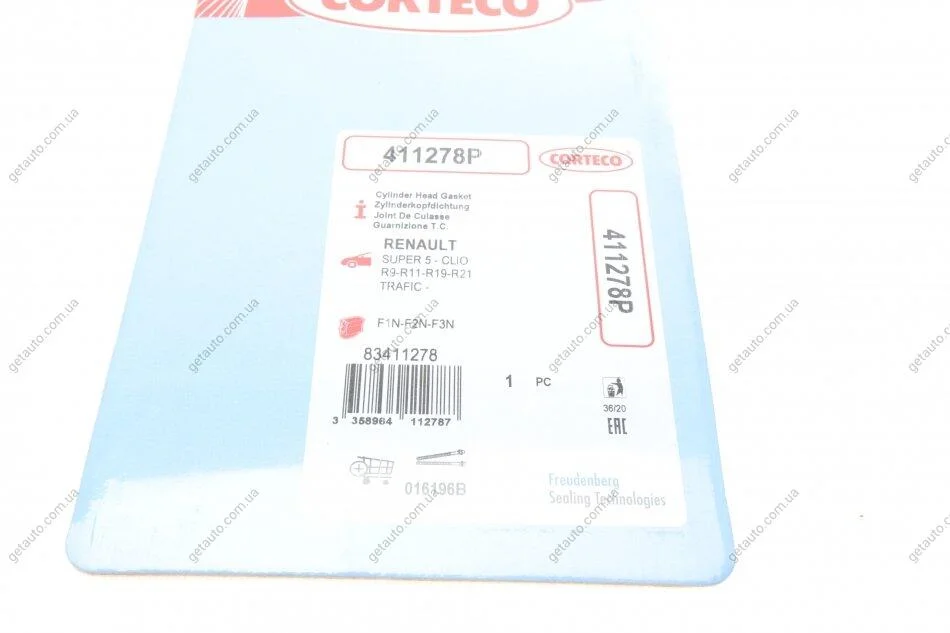 CORTECO
411278P
CORTECO
Cylinder Head Gasket
Zylinderkopfdichtung
Joint De Culasse
Guarnizione T.C.
RENAULT
SUPER 5 - CLIO
R9-R11-R19-R21
TRAFIC -
F1N-F2N-F3N
83411278
3 358964 112787
1 PC
36/20
EAC
016196B
Freudenberg
Sealing Technologies
411278P
getauto.com.ua